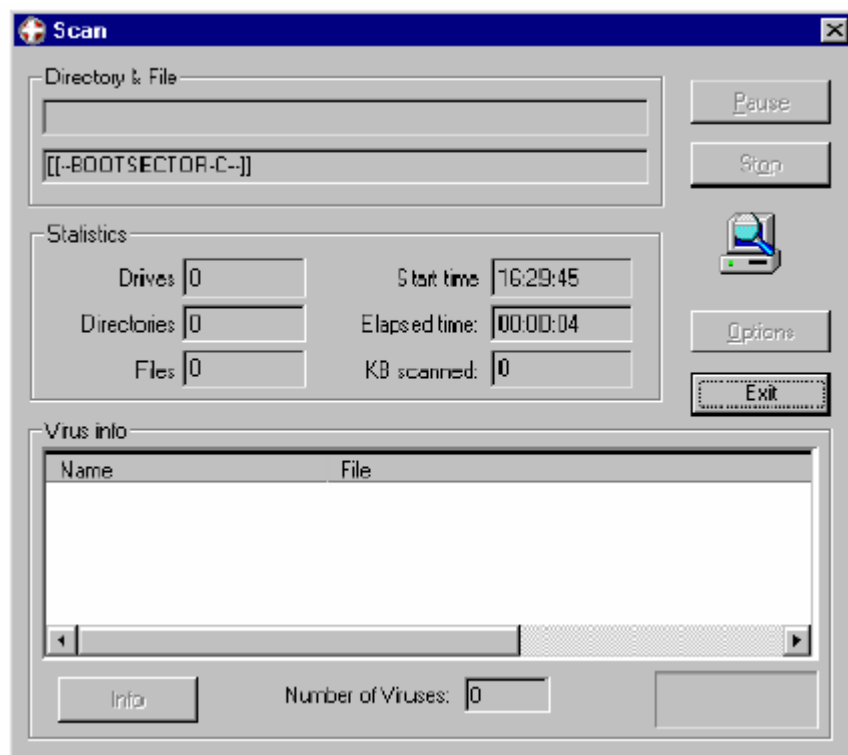 Scan
Directory & File
Pause
[[--BOOTSECTOR-C--]]
Stop
Statistics
Drives 0 Start time 16:29:45
Directories 0 Elapsed time: 00:00:04
Options
Files 0 KB scanned: 0
Exit
Virus info
Name File
Info Number of Viruses: 0